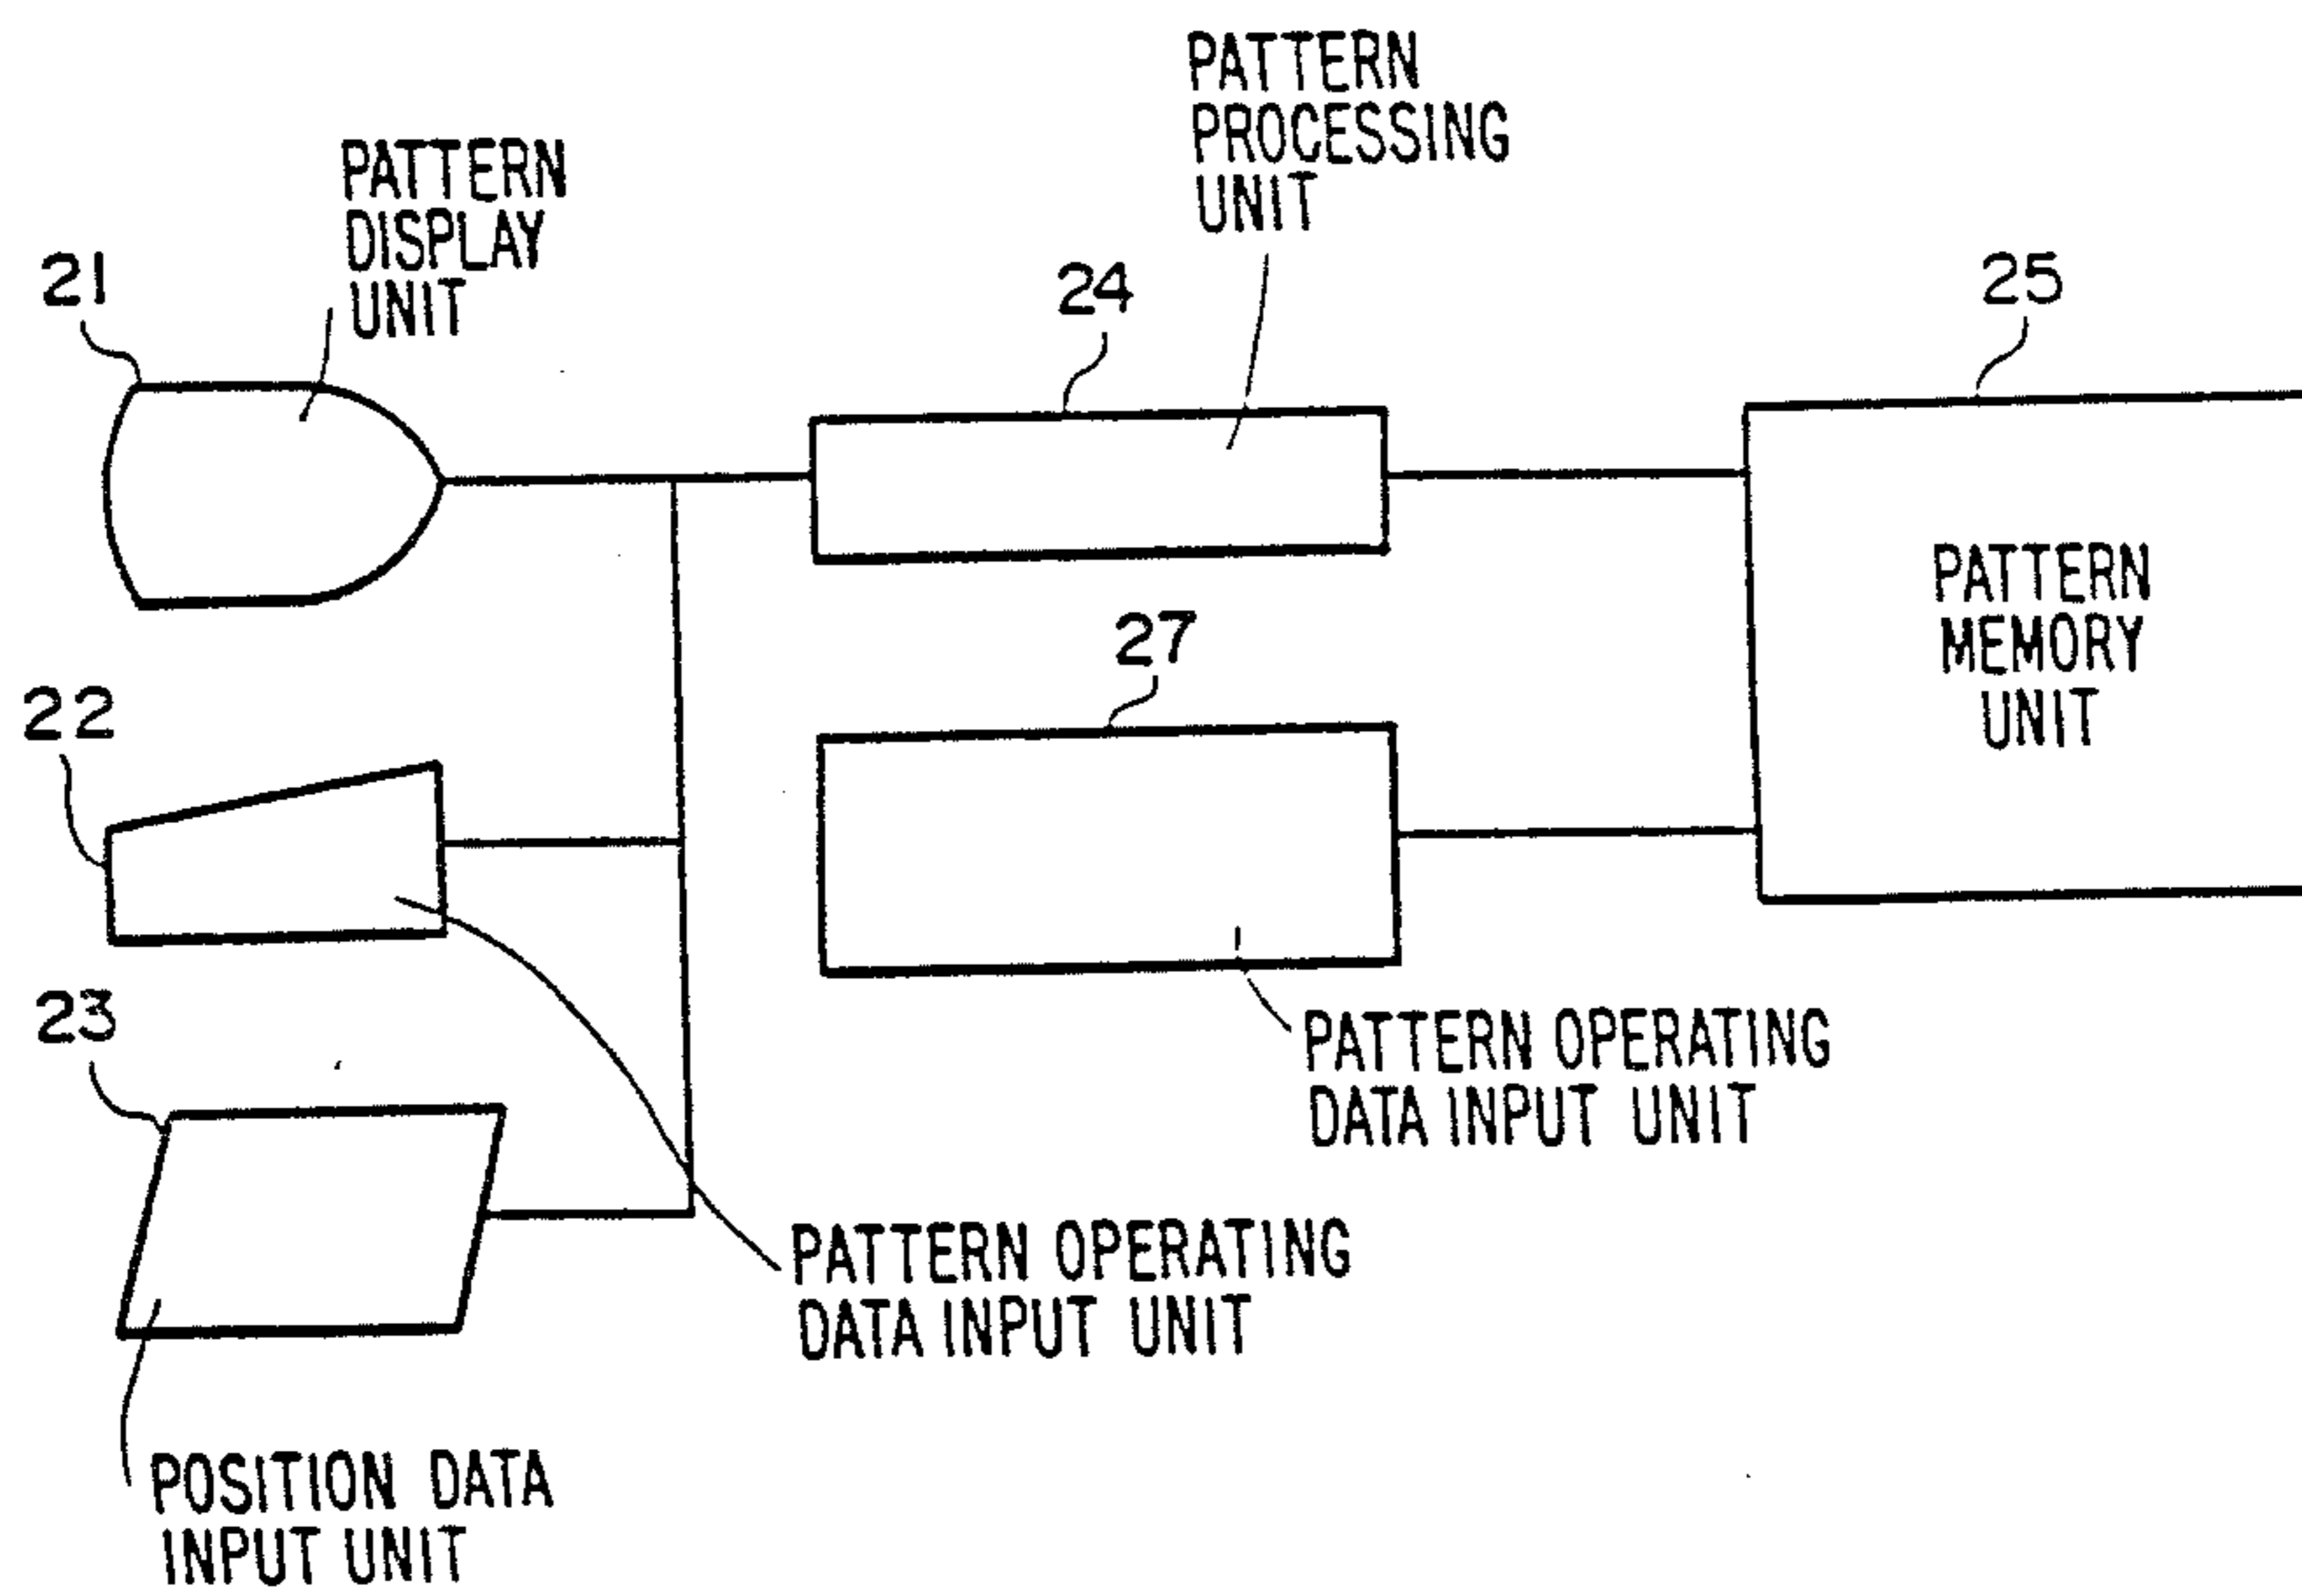 PATTERN
PROCESSING
UNIT
PATTERN
DISPLAY
UNIT
21
24
25
PATTERN
MEMORY
UNIT
27
22
23
PATTERN OPERATING
DATA INPUT UNIT
PATTERN OPERATING
DATA INPUT UNIT
POSITION DATA
INPUT UNIT